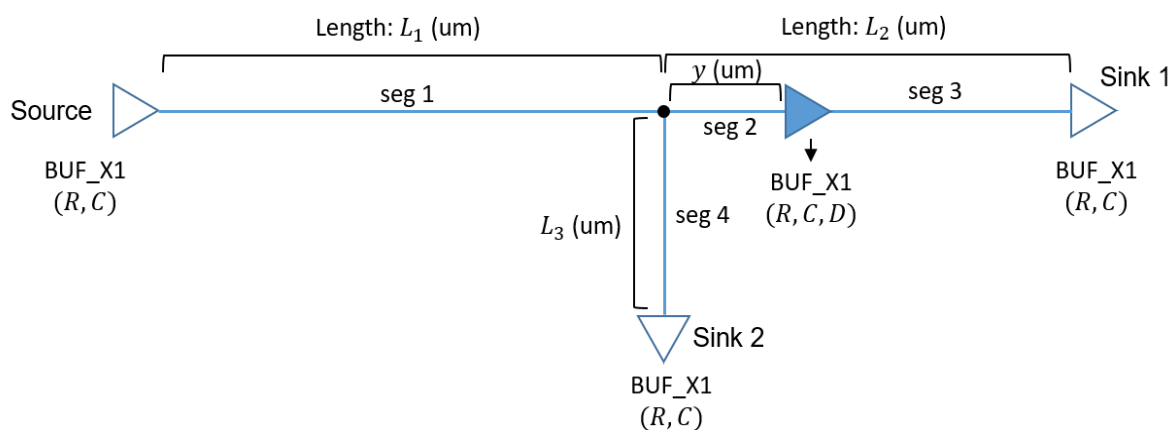 Length: L₁ (um)
Length: L₂ (um)
y (um)
Sink 1
Source
seg 1
seg 3
seg 2
BUF_X1
(R, C)
BUF_X1
(R, C, D)
BUF_X1
(R, C)
L₃ (um)
seg 4
Sink 2
BUF_X1
(R, C)